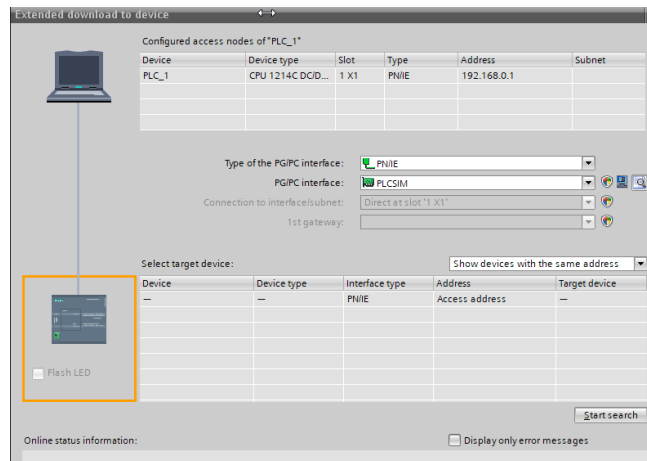 Extended download to device
Configured access nodes of "PLC_1"
Device Device type Slot Type Address Subnet
PLC_1 CPU 1214C DC/D... 1 X1 PN/IE 192.168.0.1
Type of the PG/PC interface: PN/IE
PG/PC interface: PLCSIM
Connection to interface/subnet: Direct at slot '1 X1'
1st gateway:
Select target device: Show devices with the same address
Device Device type Interface type Address Target device
— — PN/IE Access address —
Flash LED
Start search
Online status information: Display only error messages